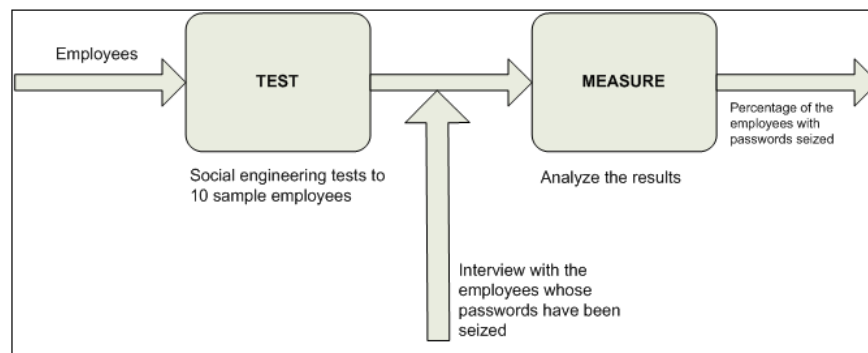 Employees
TEST
Social engineering tests to
10 sample employees
Interview with the
employees whose
passwords have been
seized
MEASURE
Analyze the results
Percentage of the
employees with
passwords seized